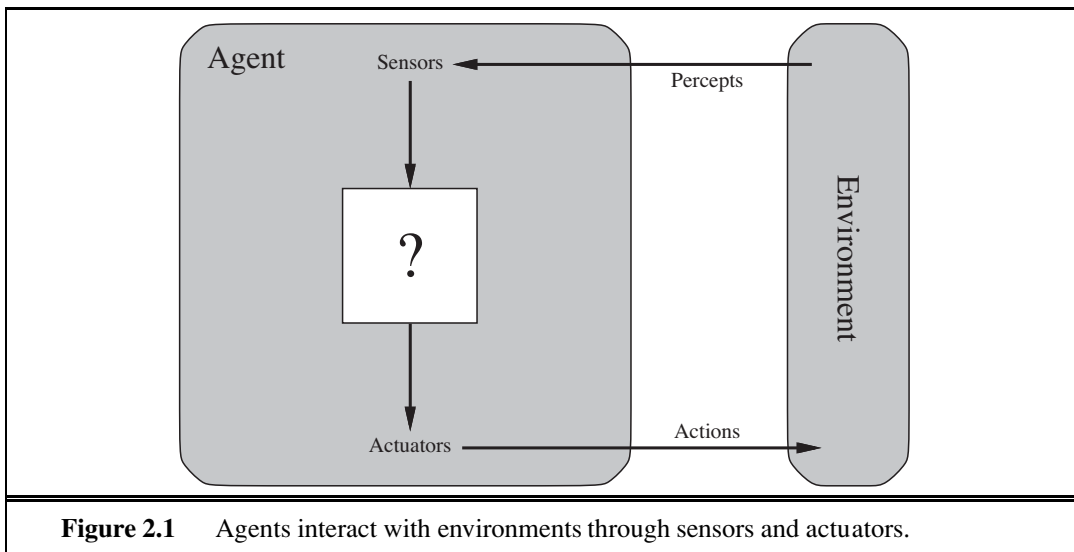 Agent
Sensors
Percepts
?
Environment
Actuators
Actions
Figure 2.1 Agents interact with environments through sensors and actuators.